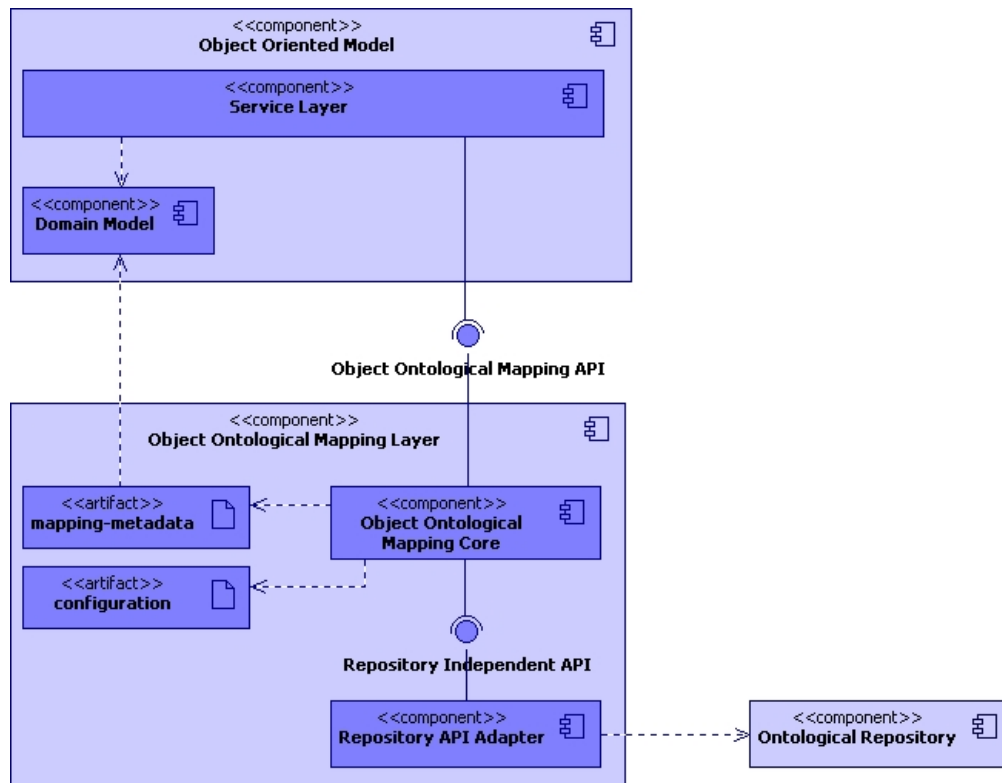 <<component>>
Object Oriented Model
<<component>>
Service Layer
<<component>>
Domain Model
Object Ontological Mapping API
<<component>>
Object Ontological Mapping Layer
<<artifact>>
mapping-metadata
<<component>>
Object Ontological
Mapping Core
<<artifact>>
configuration
Repository Independent API
<<component>>
Repository API Adapter
<<component>>
Ontological Repository